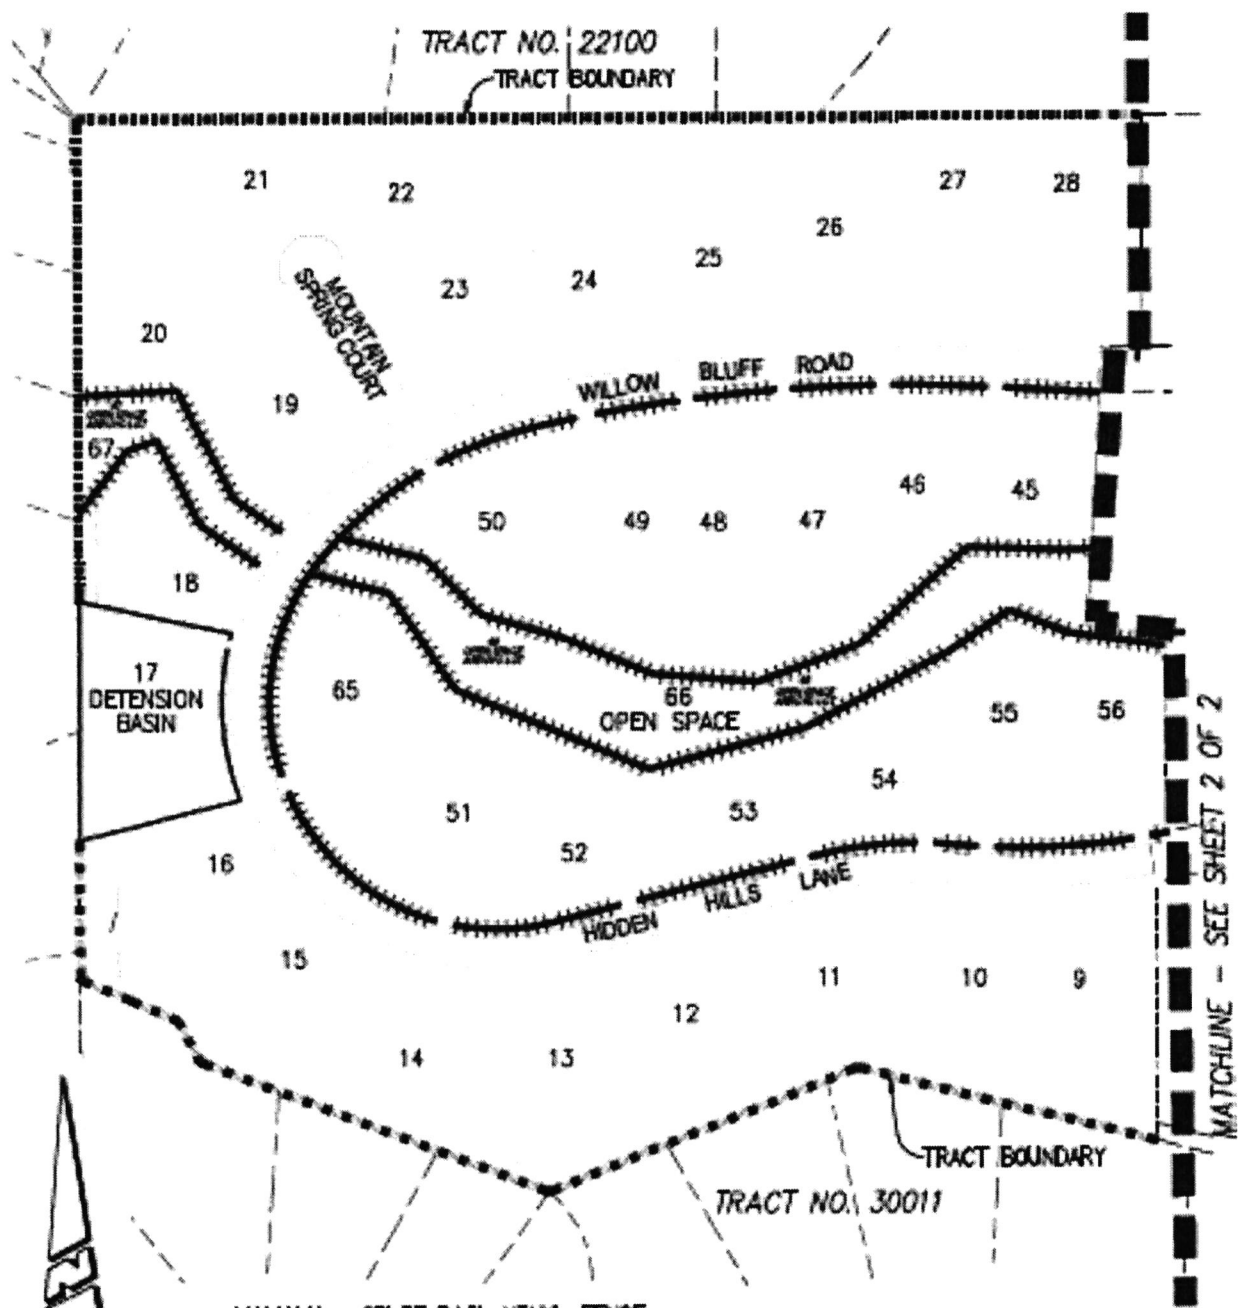 TRACT NO. 22100
TRACT BOUNDARY
21
22
27
28
26
25
24
23
MOUNTAIN
SPRING COURT
20
19
WILLOW BLUFF ROAD
67
46
45
50
49
48
47
18
17
DETENSION
BASIN
65
66
OPEN SPACE
55
56
54
51
53
52
16
HIDDEN HILLS LANE
15
11
10
9
12
14
13
TRACT BOUNDARY
TRACT NO. 30011
MATCHLINE - SEE SHEET 2 OF 2